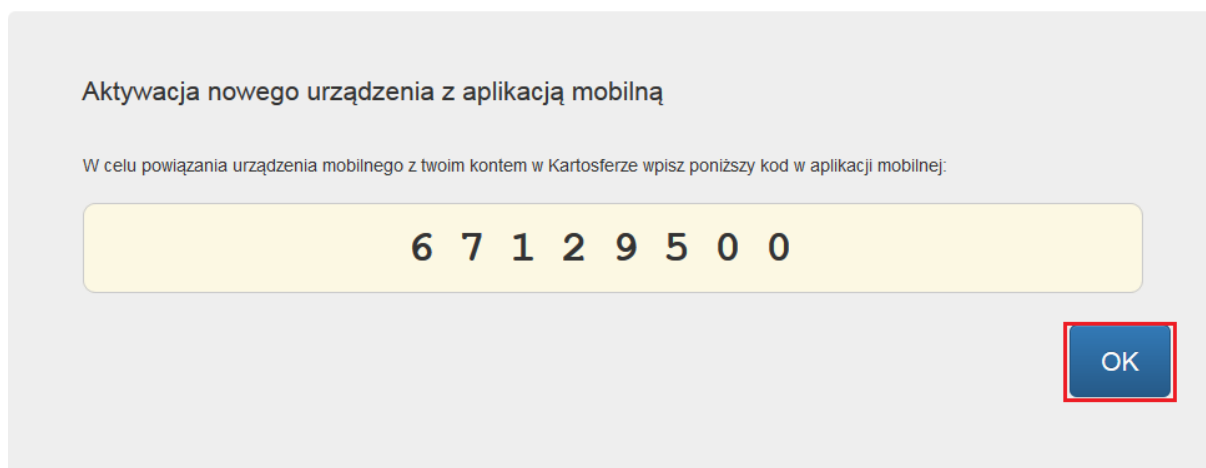 Aktywacja nowego urządzenia z aplikacją mobilną
W celu powiązania urządzenia mobilnego z twoim kontem w Kartosferze wpisz poniższy kod w aplikacji mobilnej:
6 7 1 2 9 5 0 0
OK